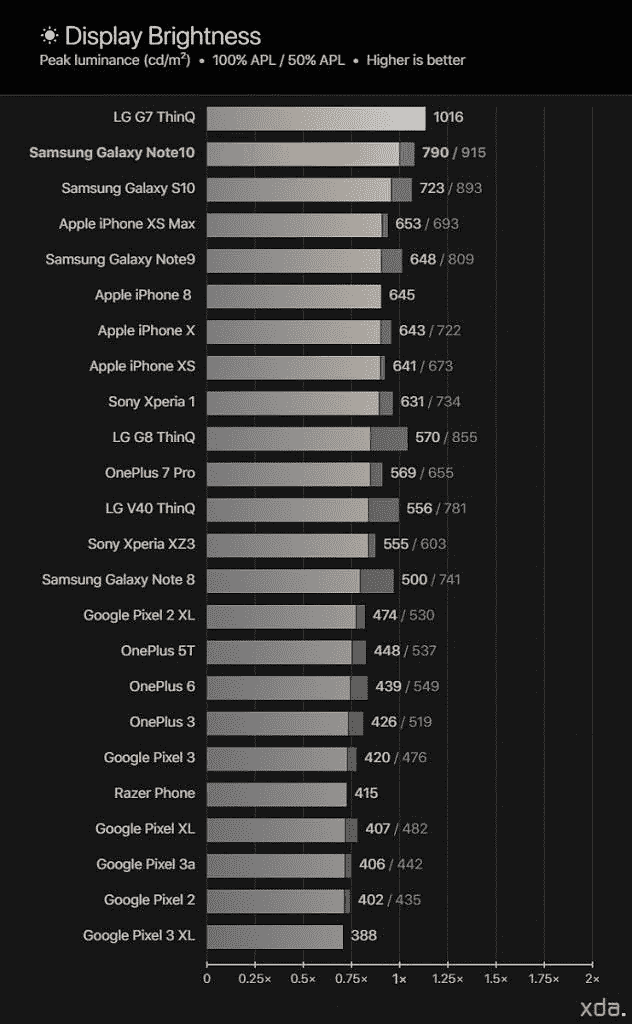 Display Brightness
Peak luminance (cd/m²) • 100% APL / 50% APL • Higher is better
LG G7 ThinQ 1016
Samsung Galaxy Note10 790 / 915
Samsung Galaxy S10 723 / 893
Apple iPhone XS Max 653 / 693
Samsung Galaxy Note9 648 / 809
Apple iPhone 8 645
Apple iPhone X 643 / 722
Apple iPhone XS 641 / 673
Sony Xperia 1 631 / 734
LG G8 ThinQ 570 / 855
OnePlus 7 Pro 569 / 655
LG V40 ThinQ 556 / 781
Sony Xperia XZ3 555 / 603
Samsung Galaxy Note 8 500 / 741
Google Pixel 2 XL 474 / 530
OnePlus 5T 448 / 537
OnePlus 6 439 / 549
OnePlus 3 426 / 519
Google Pixel 3 420 / 476
Razer Phone 415
Google Pixel XL 407 / 482
Google Pixel 3a 406 / 442
Google Pixel 2 402 / 435
Google Pixel 3 XL 388
0 0.25× 0.5× 0.75× 1× 1.25× 1.5× 1.75× 2×
xda.